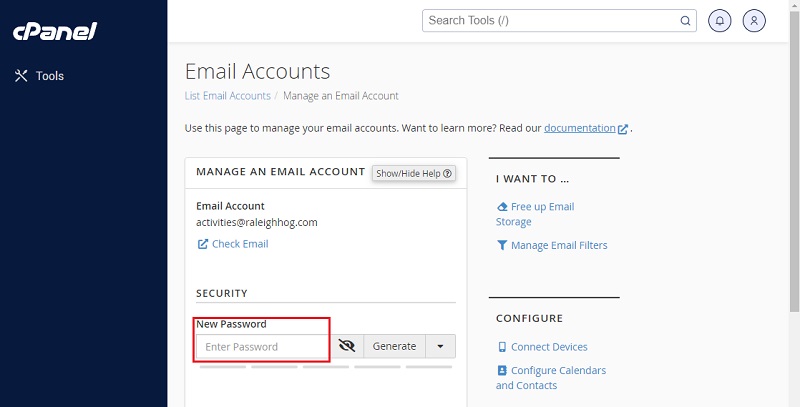 cPanel
Search Tools (/)
Tools
Email Accounts
List Email Accounts / Manage an Email Account
Use this page to manage your email accounts. Want to learn more? Read our documentation .
MANAGE AN EMAIL ACCOUNT
Show/Hide Help
Email Account
activities@raleighhog.com
Check Email
SECURITY
New Password
Enter Password
Generate
I WANT TO ...
Free up Email
Storage
Manage Email Filters
CONFIGURE
Connect Devices
Configure Calendars
and Contacts